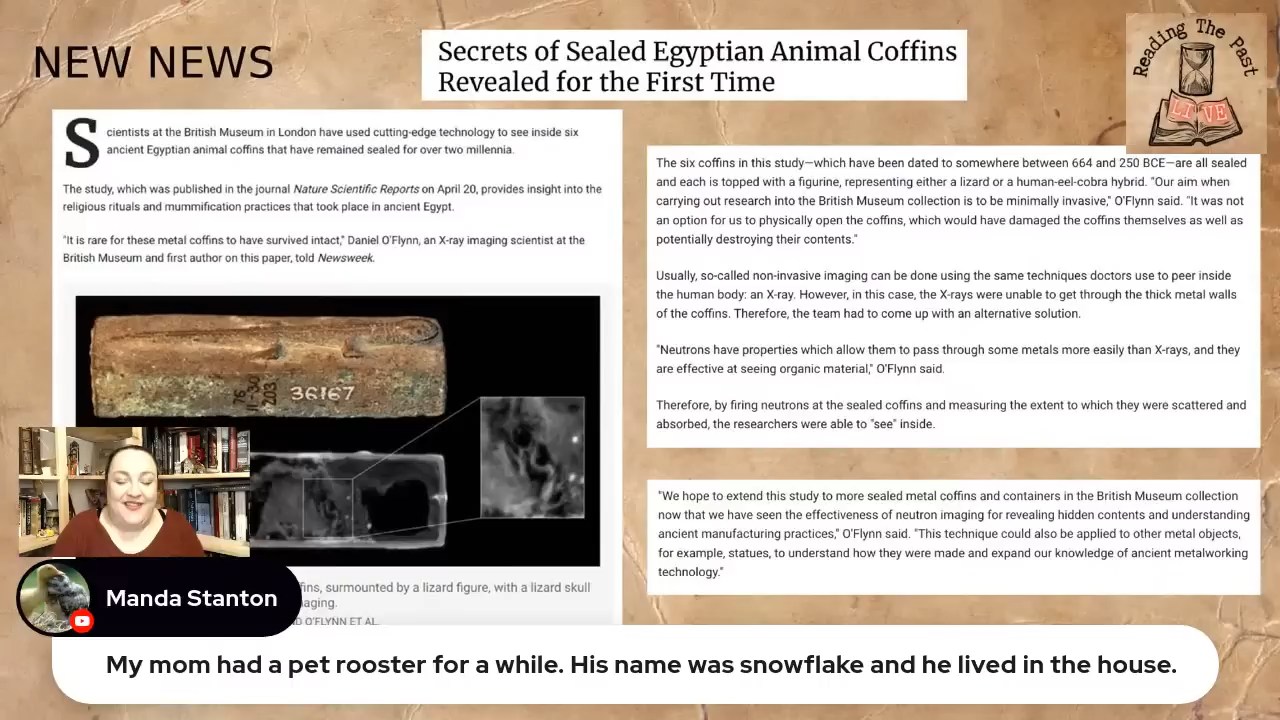 NEW NEWS
Secrets of Sealed Egyptian Animal Coffins
Revealed for the First Time
Reading The Past
LIVE
Scientists at the British Museum in London have used cutting-edge technology to see inside six
ancient Egyptian animal coffins that have remained sealed for over two millennia.
The study, which was published in the journal Nature Scientific Reports on April 20, provides insight into the
religious rituals and mummification practices that took place in ancient Egypt.
"It is rare for these metal coffins to have survived intact," Daniel O'Flynn, an X-ray imaging scientist at the
British Museum and first author on this paper, told Newsweek.
36167
fins, surmounted by a lizard figure, with a lizard skull
aging.
O'FLYNN ET AL.
The six coffins in this study—which have been dated to somewhere between 664 and 250 BCE—are all sealed
and each is topped with a figurine, representing either a lizard or a human-eel-cobra hybrid. "Our aim when
carrying out research into the British Museum collection is to be minimally invasive," O'Flynn said. "It was not
an option for us to physically open the coffins, which would have damaged the coffins themselves as well as
potentially destroying their contents."
Usually, so-called non-invasive imaging can be done using the same techniques doctors use to peer inside
the human body: an X-ray. However, in this case, the X-rays were unable to get through the thick metal walls
of the coffins. Therefore, the team had to come up with an alternative solution.
"Neutrons have properties which allow them to pass through some metals more easily than X-rays, and they
are effective at seeing organic material," O'Flynn said.
Therefore, by firing neutrons at the sealed coffins and measuring the extent to which they were scattered and
absorbed, the researchers were able to "see" inside.
"We hope to extend this study to more sealed metal coffins and containers in the British Museum collection
now that we have seen the effectiveness of neutron imaging for revealing hidden contents and understanding
ancient manufacturing practices," O'Flynn said. "This technique could also be applied to other metal objects,
for example, statues, to understand how they were made and expand our knowledge of ancient metalworking
technology."
Manda Stanton
My mom had a pet rooster for a while. His name was snowflake and he lived in the house.